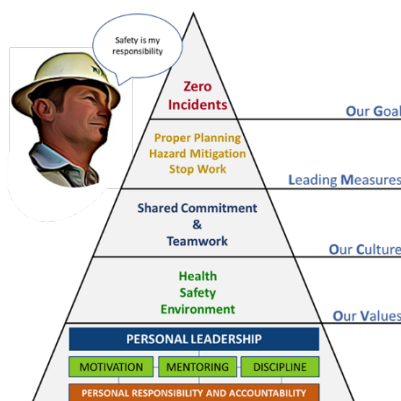 Safety is my
responsibility
Zero
Incidents
Our Goal
Proper Planning
Hazard Mitigation
Stop Work
Leading Measures
Shared Commitment
&
Teamwork
Our Culture
Health
Safety
Environment
Our Values
PERSONAL LEADERSHIP
MOTIVATION MENTORING DISCIPLINE
PERSONAL RESPONSIBILITY AND ACCOUNTABILITY